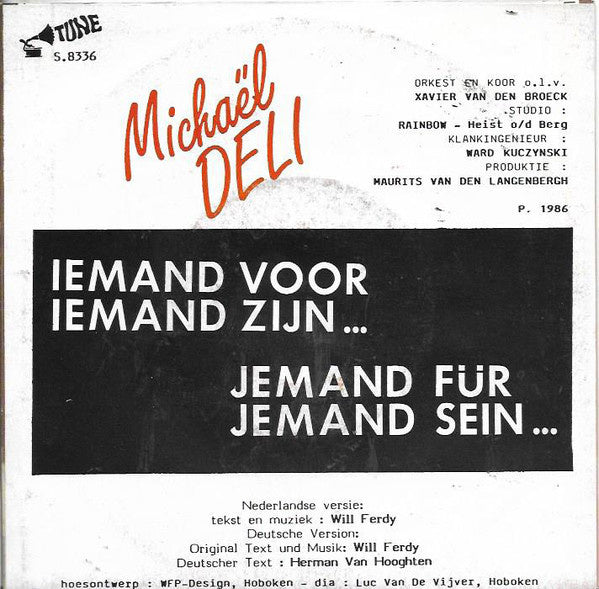 TUNE
S.8336
Michaël
DELI
ORKEST EN KOOR o.l.v.
XAVIER VAN DEN BROECK
STUDIO :
RAINBOW - Heist o/d Berg
KLANKINGENIEUR :
WARD KUCZYNSKI
PRODUKTIE :
MAURITS VAN DEN LANGENBERGH
P. 1986
IEMAND VOOR
IEMAND ZIJN...
JEMAND FÜR
JEMAND SEIN...
Nederlandse versie:
tekst en muziek : Will Ferdy
Deutsche Version:
Original Text und Musik: Will Ferdy
Deutscher Text : Herman Van Hooghten
hoesontwerp : WFP-Design, Hoboken - dia : Luc Van De Vijver, Hoboken